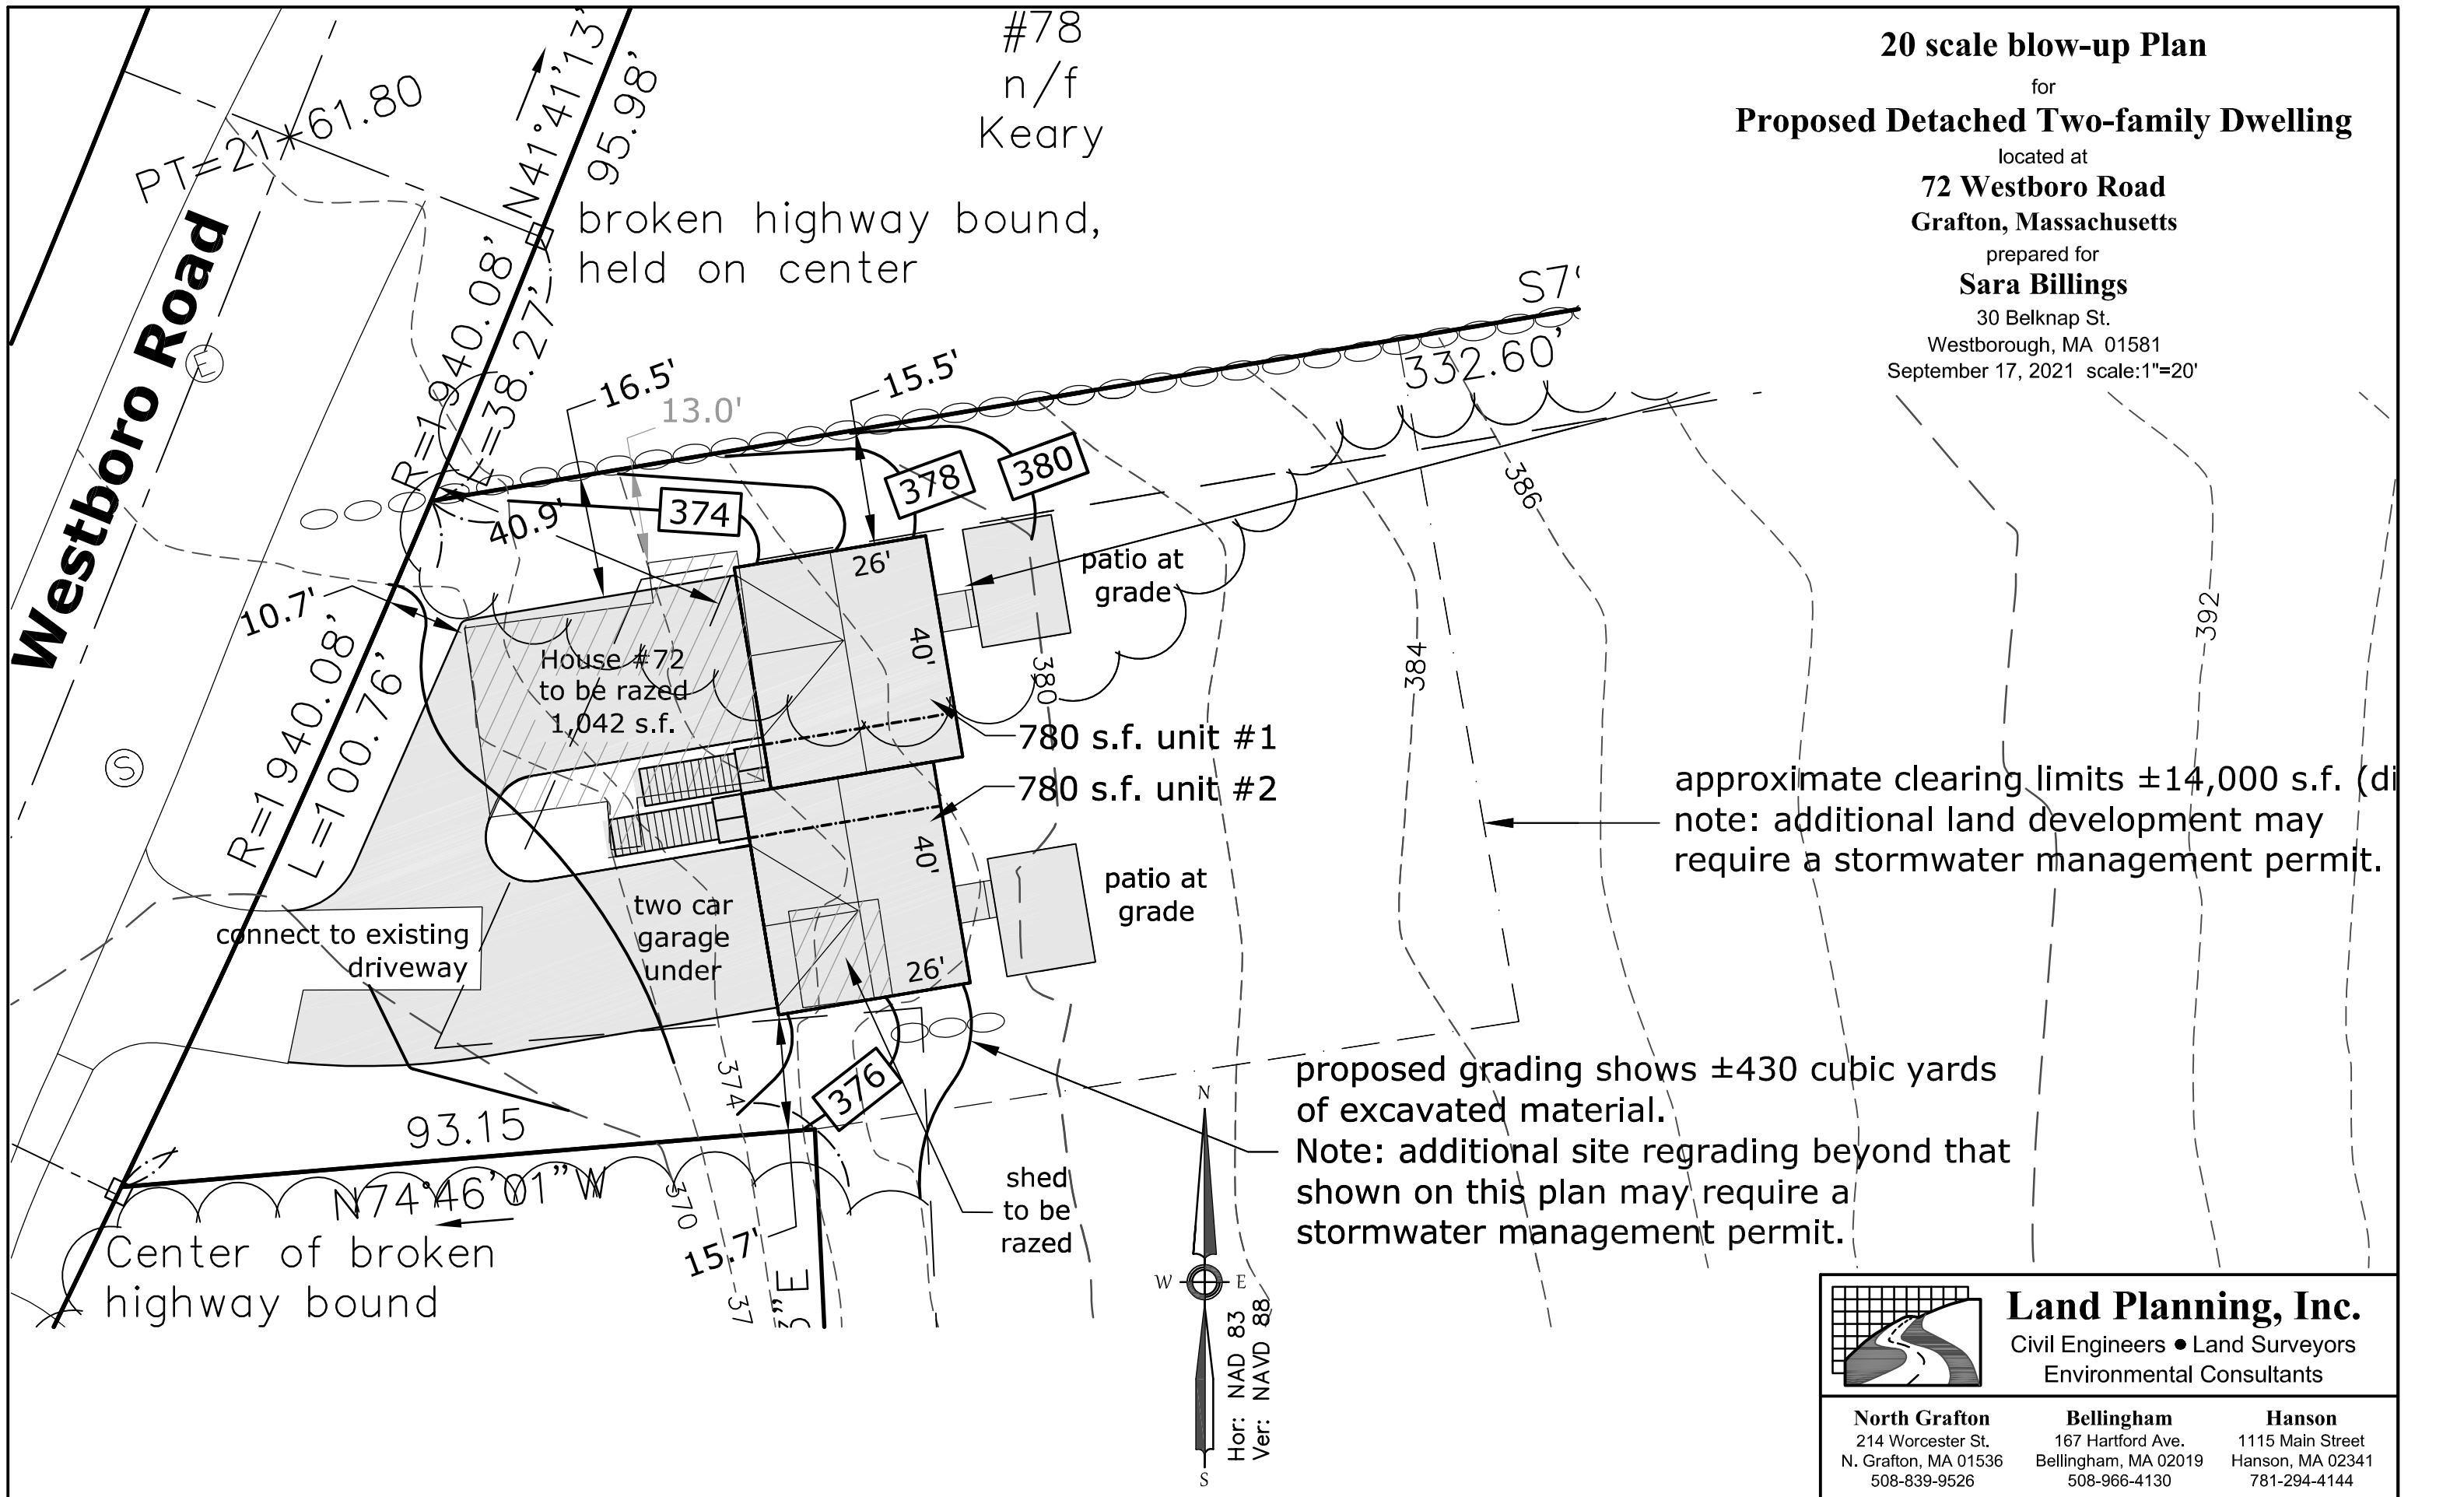 20 scale blow-up Plan
for
Proposed Detached Two-family Dwelling
located at
72 Westboro Road
Grafton, Massachusetts
prepared for
Sara Billings
30 Belknap St.
Westborough, MA 01581
September 17, 2021 scale:1"=20'
#78
n/f
Keary
PT=21+61.80
N41°41'13"
95.98'
broken highway bound,
held on center
Westboro Road
E
R=1940.08'
L=38.27'
S7
332.60'
16.5'
13.0'
15.5'
40.9'
374
378
380
386
10.7'
26'
40'
patio at
grade
House #72
to be razed
1,042 s.f.
R=1940.08'
L=100.76'
S
380
384
392
780 s.f. unit #1
780 s.f. unit #2
approximate clearing limits ±14,000 s.f. (di
note: additional land development may
require a stormwater management permit.
40'
26'
two car
garage
under
patio at
grade
connect to existing
driveway
proposed grading shows ±430 cubic yards
of excavated material.
Note: additional site regrading beyond that
shown on this plan may require a
stormwater management permit.
374
376
93.15
N74°46'01"W
370
15.7'
shed
to be
razed
Center of broken
highway bound
37
"E
N
W
E
S
Hor: NAD 83
Ver: NAVD 88
Land Planning, Inc.
Civil Engineers ● Land Surveyors
Environmental Consultants
North Grafton
214 Worcester St.
N. Grafton, MA 01536
508-839-9526
Bellingham
167 Hartford Ave.
Bellingham, MA 02019
508-966-4130
Hanson
1115 Main Street
Hanson, MA 02341
781-294-4144